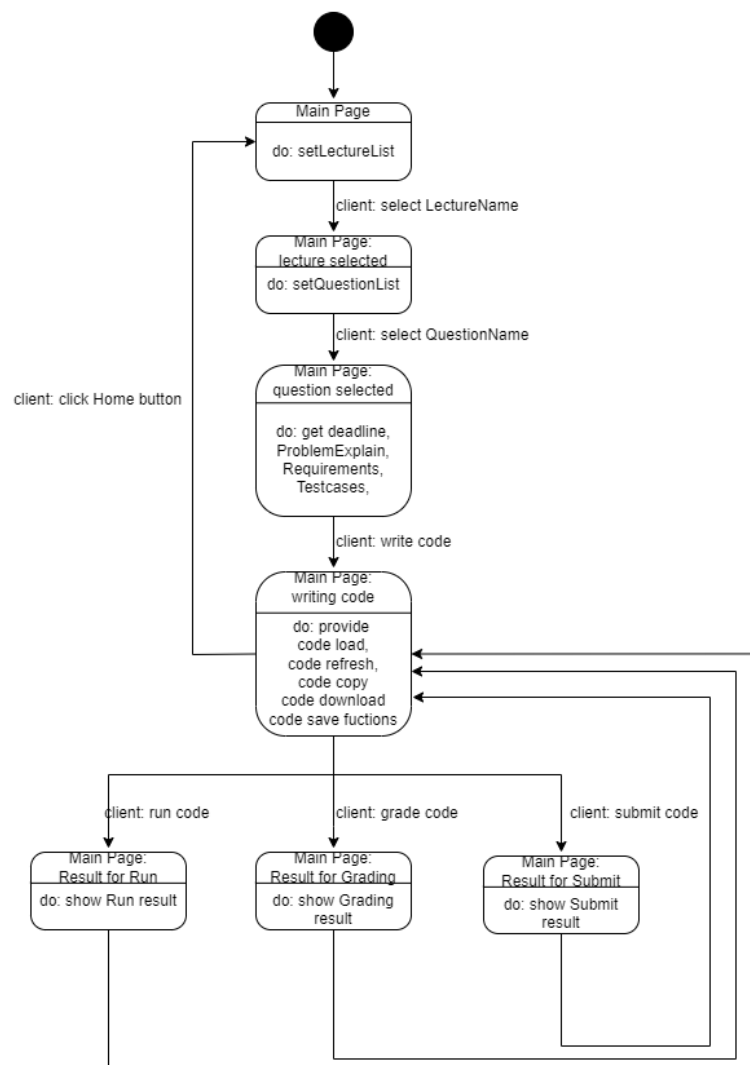 Main Page
do: setLectureList
client: select LectureName
Main Page:
lecture selected
do: setQuestionList
client: select QuestionName
Main Page:
question selected
client: click Home button
do: get deadline,
ProblemExplain,
Requirements,
Testcases,
client: write code
Main Page:
writing code
do: provide
code load,
code refresh,
code copy
code download
code save fuctions
client: run code
client: grade code
client: submit code
Main Page:
Result for Run
do: show Run result
Main Page:
Result for Grading
do: show Grading
result
Main Page:
Result for Submit
do: show Submit
result